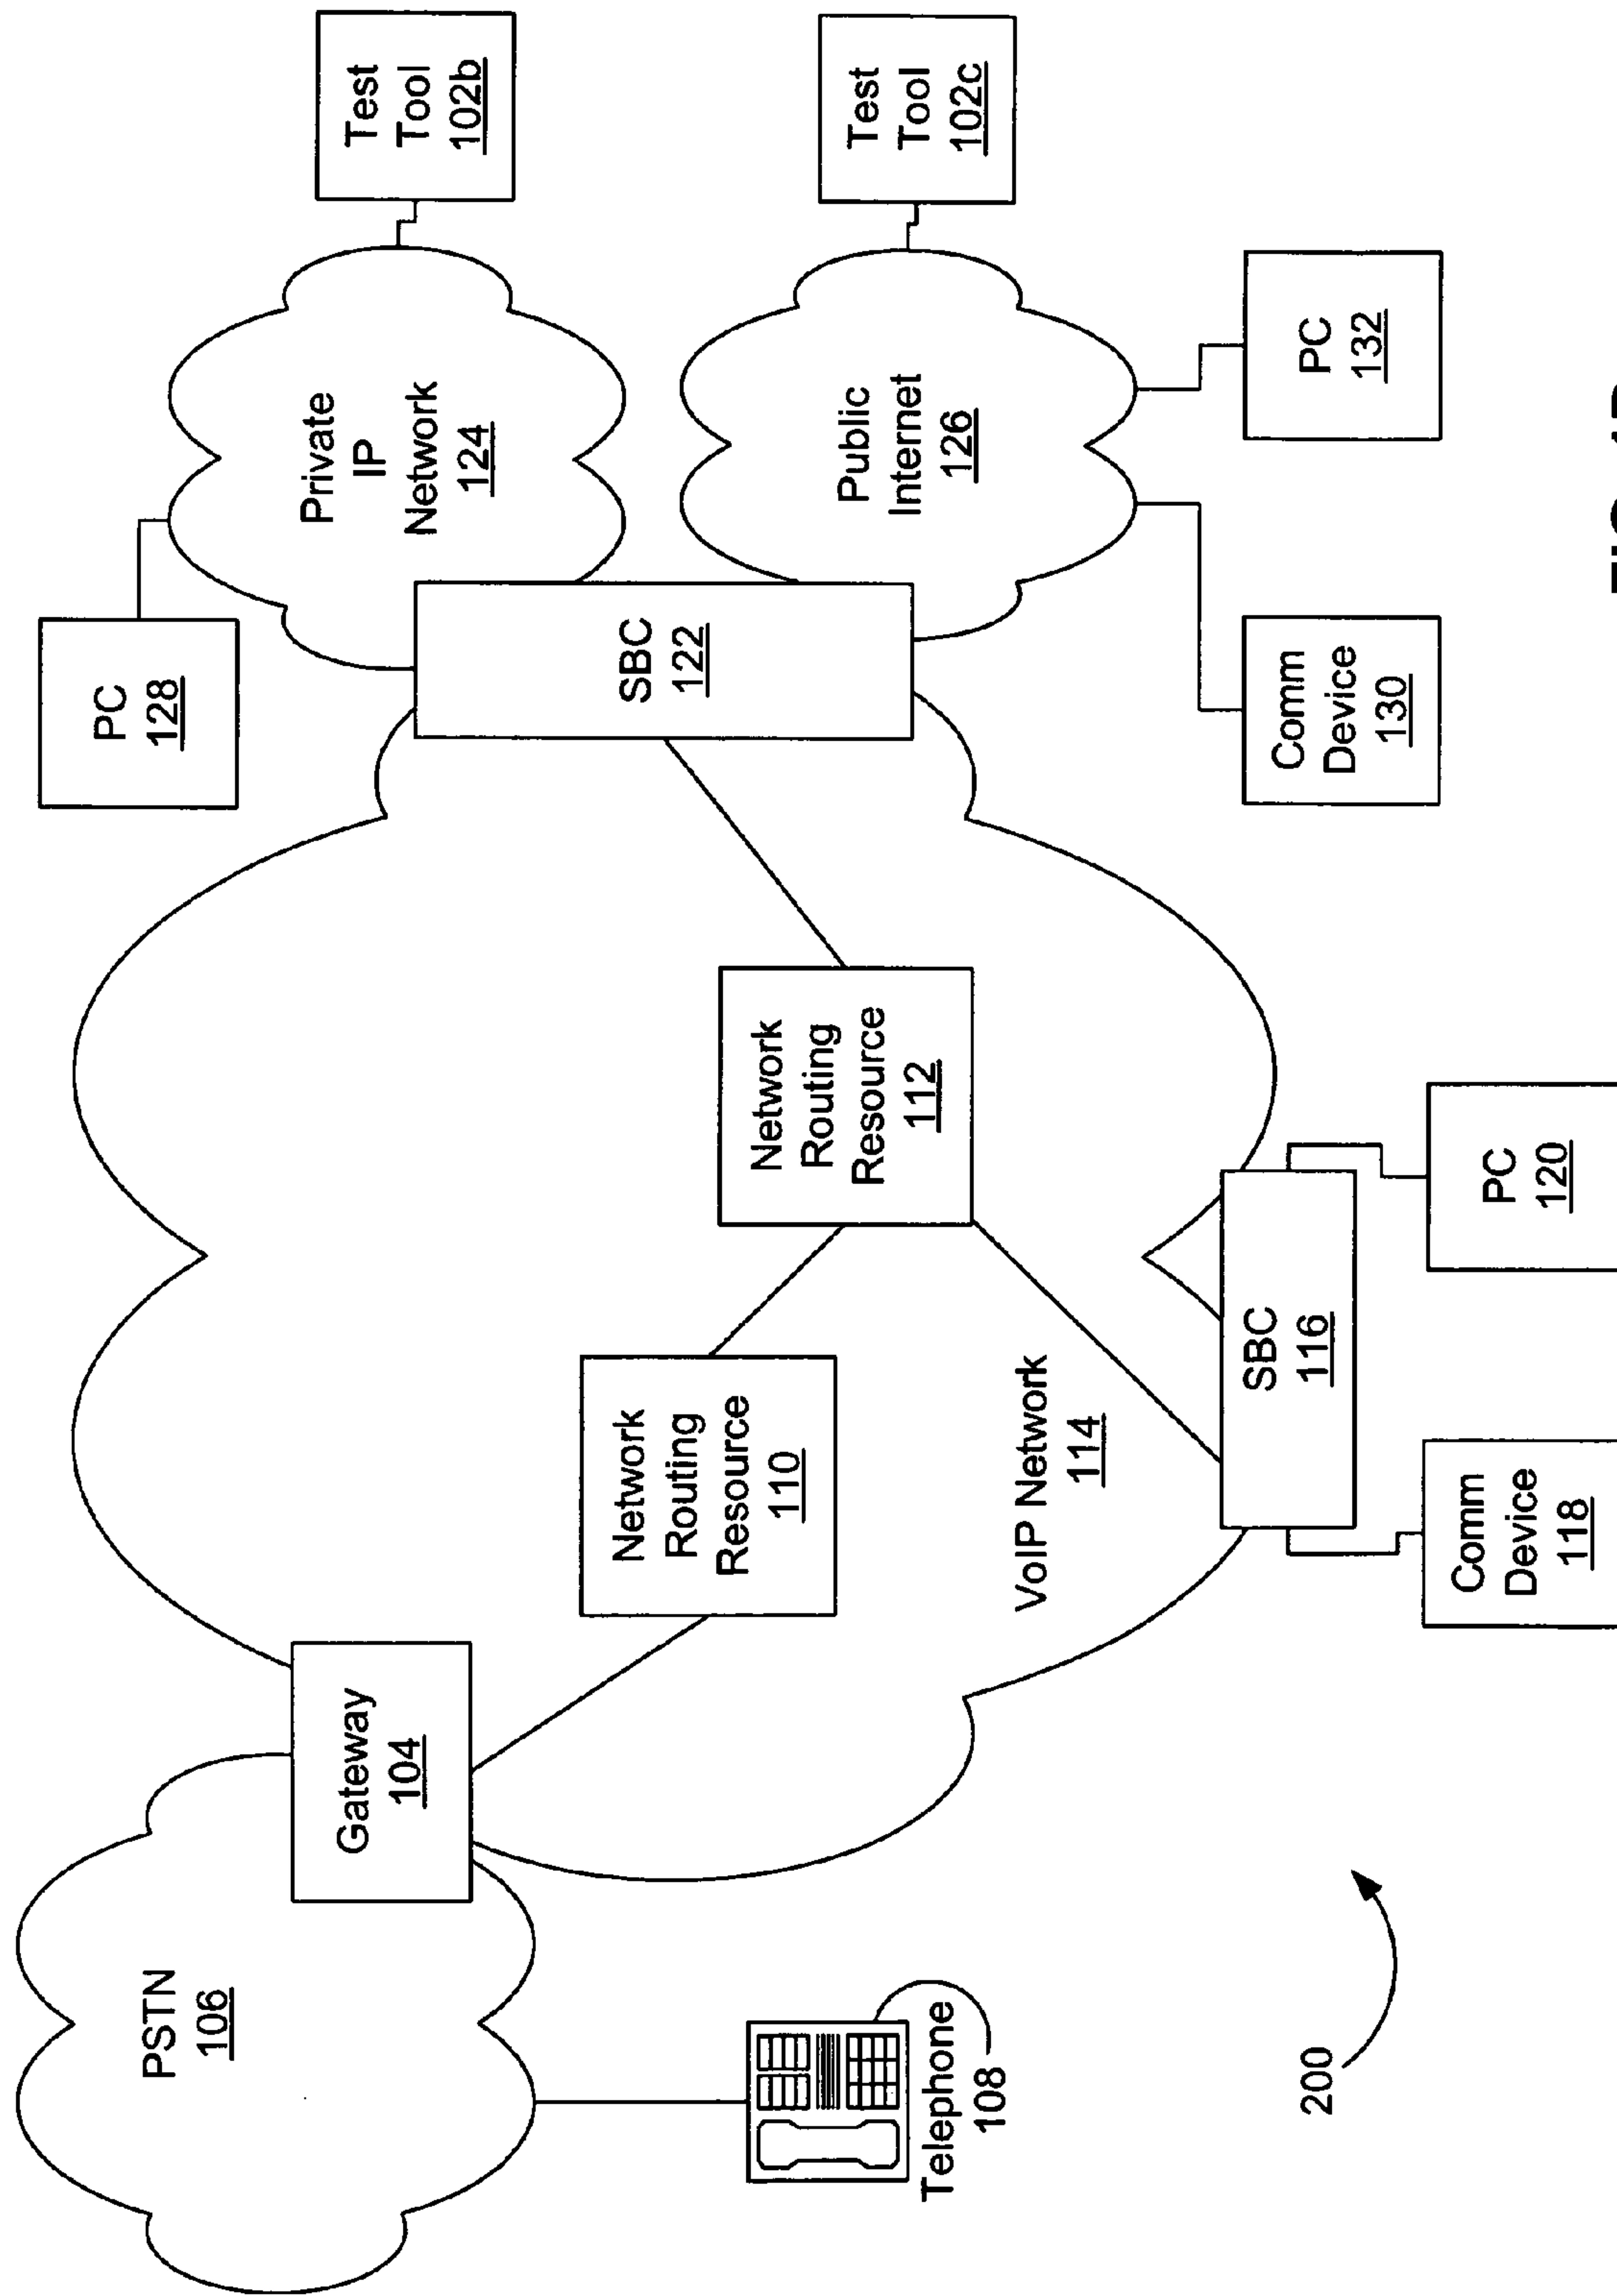 PC
128
PSTN
106
Private
IP
Network
124
Gateway
104
Test
Tool
102b
Network
Routing
Resource
110
SBC
122
Network
Routing
Resource
112
Public
Internet
126
Test
Tool
102c
Telephone
108
VoIP Network
114
SBC
116
Comm
Device
130
PC
132
200
Comm
Device
118
PC
120